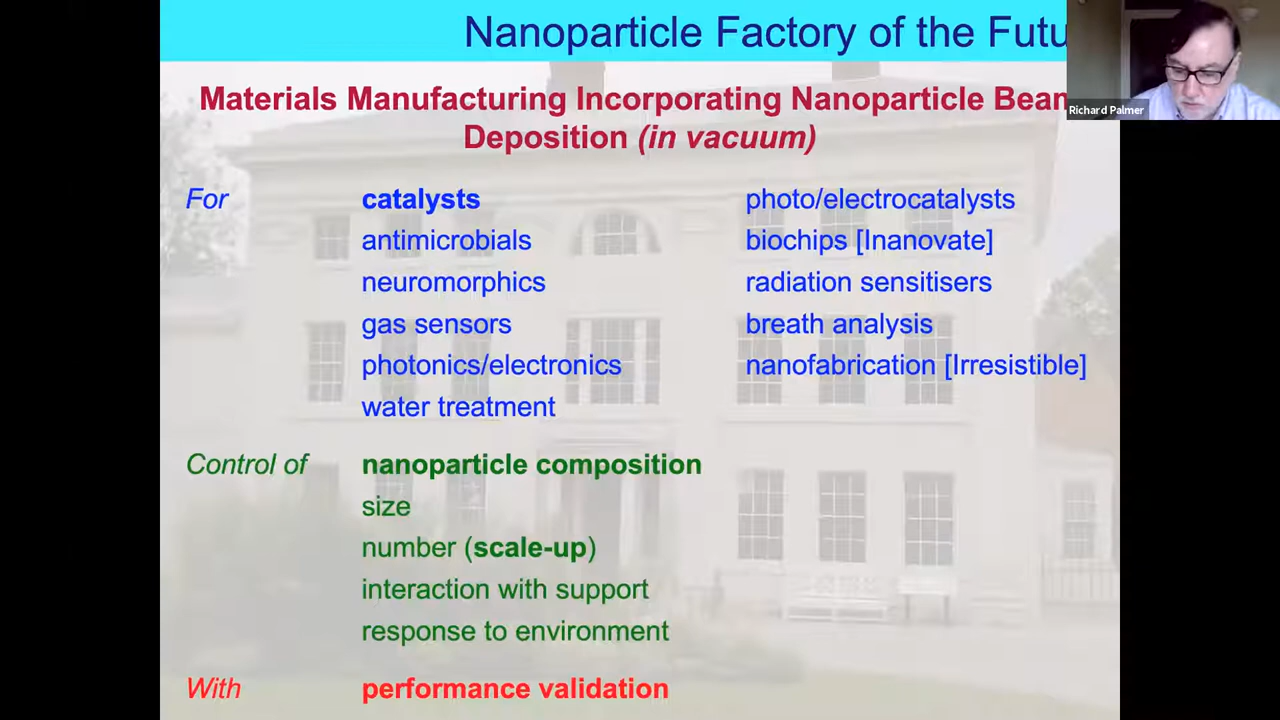 Nanoparticle Factory of the Futu
Richard Palmer
Materials Manufacturing Incorporating Nanoparticle Beam
Deposition (in vacuum)
For catalysts photo/electrocatalysts
antimicrobials biochips [Inanovate]
neuromorphics radiation sensitisers
gas sensors breath analysis
photonics/electronics nanofabrication [Irresistible]
water treatment
Control of nanoparticle composition
size
number (scale-up)
interaction with support
response to environment
With performance validation